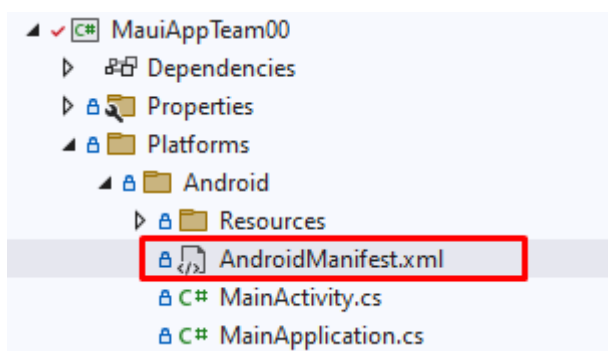 C# MauiAppTeam00
Dependencies
Properties
Platforms
Android
Resources
</> AndroidManifest.xml
C# MainActivity.cs
C# MainApplication.cs